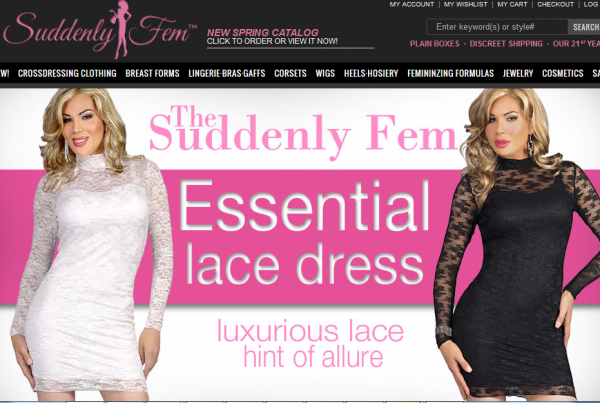 MY ACCOUNT | MY WISHLIST | MY CART | CHECKOUT | LOG
Suddenly Fem™
NEW SPRING CATALOG
CLICK TO ORDER OR VIEW IT NOW!
Enter keyword(s) or style#
SEARCH
PLAIN BOXES · DISCREET SHIPPING · OUR 21st YEA
W! CROSSDRESSING CLOTHING BREAST FORMS LINGERIE-BRAS-GAFFS CORSETS WIGS HEELS-HOSIERY FEMININZING FORMULAS JEWELRY COSMETICS SA
The
Suddenly Fem
Essential
lace dress
luxurious lace
hint of allure